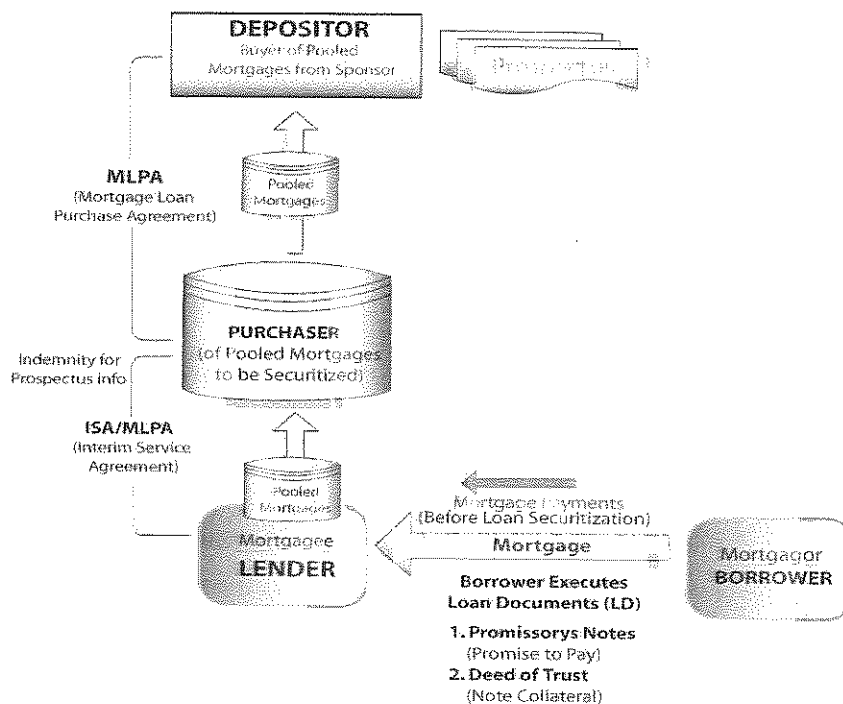 DEPOSITOR
Buyer of Pooled
Mortgages from Sponsor
Prospectus
MLPA
(Mortgage Loan
Purchase Agreement)
Pooled
Mortgages
PURCHASER
(of Pooled Mortgages
to be Securitized)
Indemnity for
Prospectus info
ISA/MLPA
(Interim Service
Agreement)
Pooled
Mortgages
Mortgagee
LENDER
Mortgage Payments
(Before Loan Securitization)
Mortgage
Mortgagor
BORROWER
Borrower Executes
Loan Documents (LD)
1. Promissorys Notes
(Promise to Pay)
2. Deed of Trust
(Note Collateral)